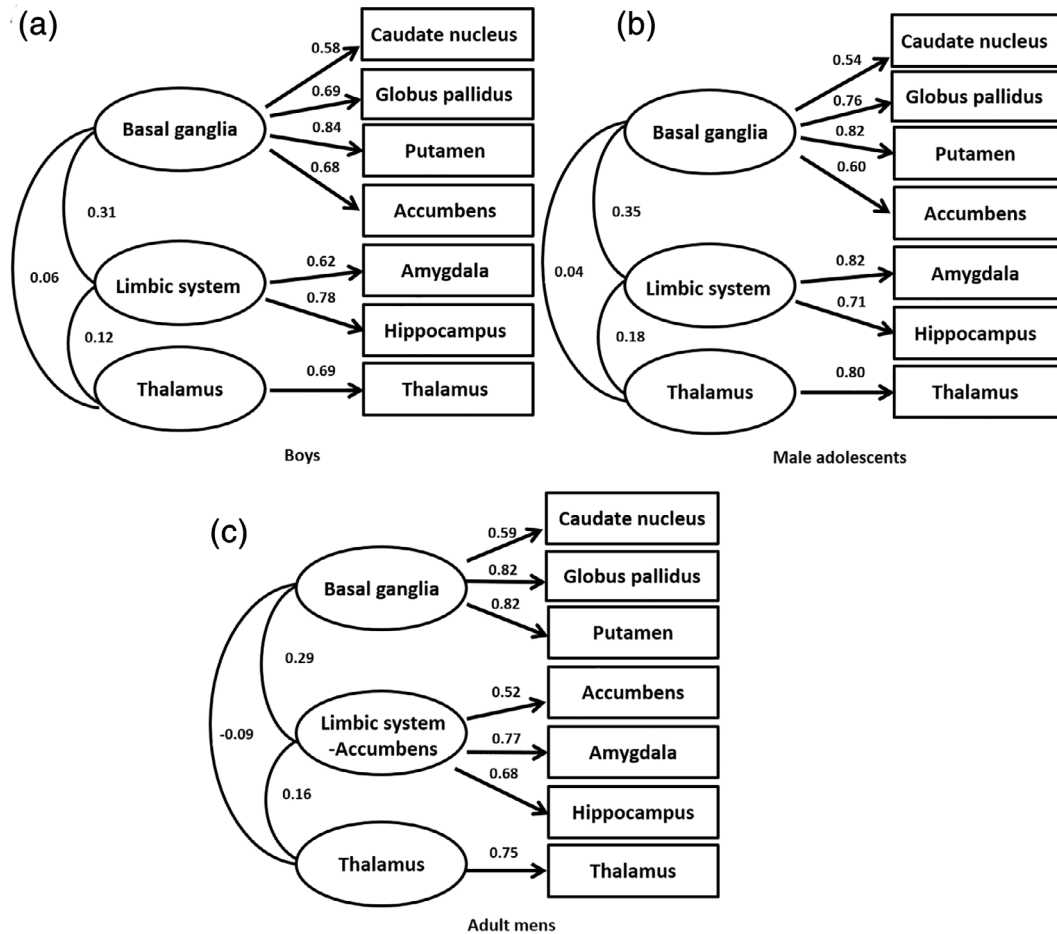 (a)
Basal ganglia
Limbic system
Thalamus
0.31
0.06
0.12
0.58
0.69
0.84
0.68
0.62
0.78
0.69
Caudate nucleus
Globus pallidus
Putamen
Accumbens
Amygdala
Hippocampus
Thalamus
Boys
(b)
Basal ganglia
Limbic system
Thalamus
0.35
0.04
0.18
0.54
0.76
0.82
0.60
0.82
0.71
0.80
Caudate nucleus
Globus pallidus
Putamen
Accumbens
Amygdala
Hippocampus
Thalamus
Male adolescents
(c)
Basal ganglia
Limbic system
-Accumbens
Thalamus
0.29
-0.09
0.16
0.59
0.82
0.82
0.52
0.77
0.68
0.75
Caudate nucleus
Globus pallidus
Putamen
Accumbens
Amygdala
Hippocampus
Thalamus
Adult mens